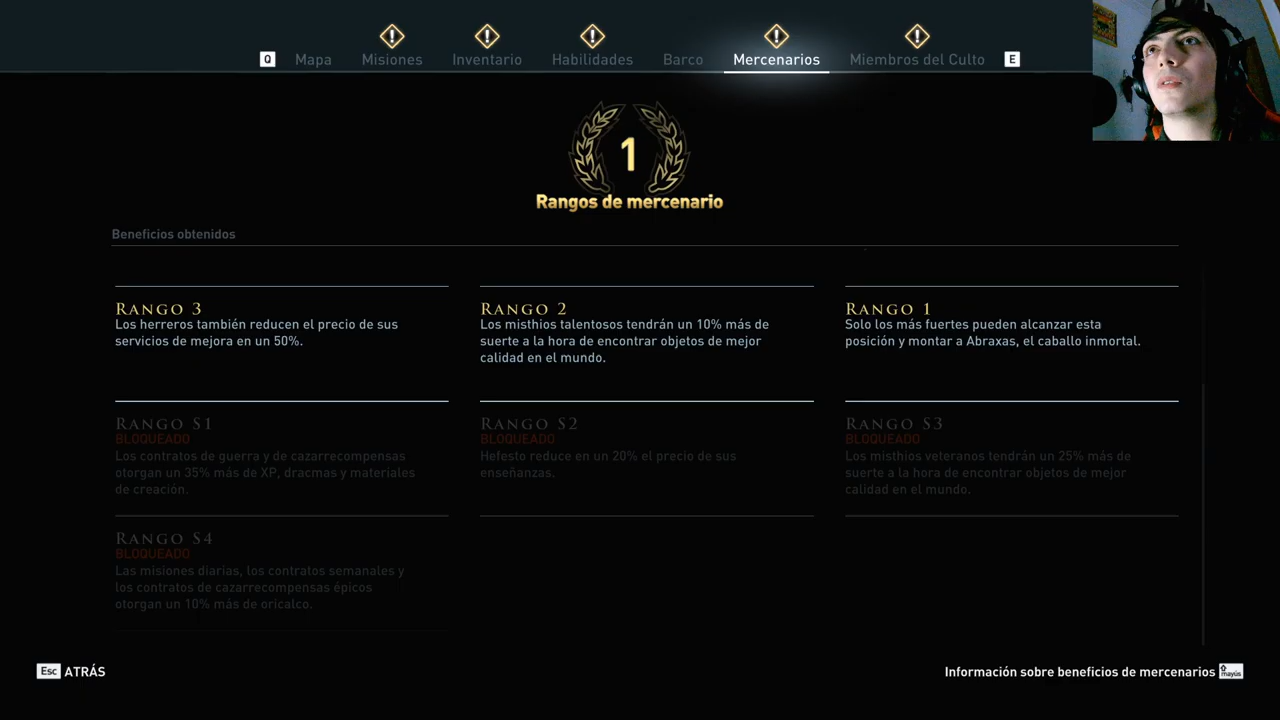 Q Mapa Misiones Inventario Habilidades Barco Mercenarios Miembros del Culto E
1
Rangos de mercenario
Beneficios obtenidos
RANGO 3
Los herreros también reducen el precio de sus
servicios de mejora en un 50%.
RANGO 2
Los misthios talentosos tendrán un 10% más de
suerte a la hora de encontrar objetos de mejor
calidad en el mundo.
RANGO 1
Solo los más fuertes pueden alcanzar esta
posición y montar a Abraxas, el caballo inmortal.
RANGO S1
BLOQUEADO
Los contratos de guerra y de cazarrecompensas
otorgan un 35% más de XP, dracmas y materiales
de creación.
RANGO S2
BLOQUEADO
Hefesto reduce en un 20% el precio de sus
enseñanzas.
RANGO S3
BLOQUEADO
Los misthios veteranos tendrán un 25% más de
suerte a la hora de encontrar objetos de mejor
calidad en el mundo.
RANGO S4
BLOQUEADO
Las misiones diarias, los contratos semanales y
los contratos de cazarrecompensas épicos
otorgan un 10% más de oricalco.
Esc ATRÁS
Información sobre beneficios de mercenarios mayús